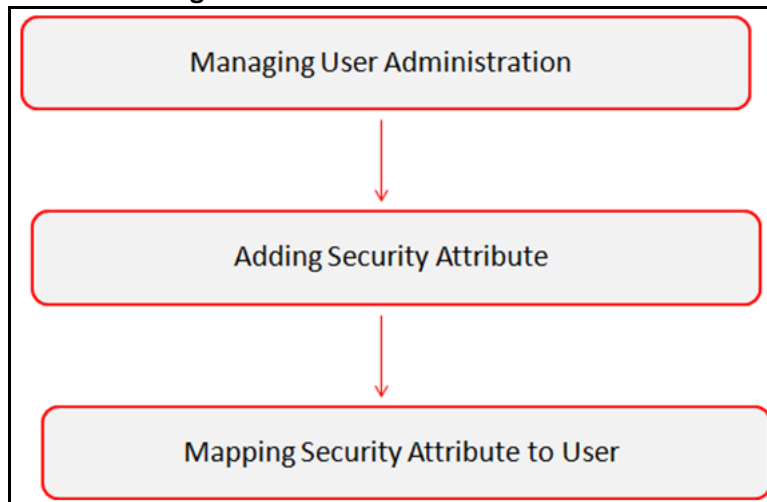 Managing User Administration
Adding Security Attribute
Mapping Security Attribute to User